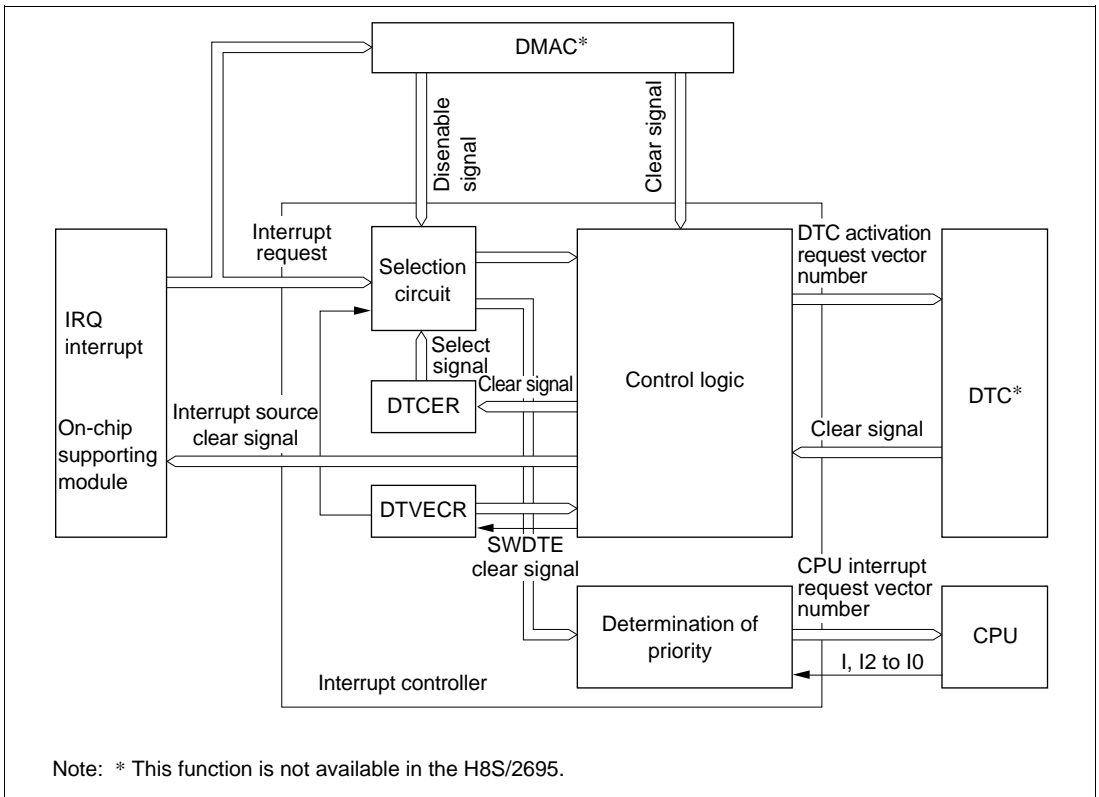 DMAC*
Disenable
signal
Clear signal
Interrupt
request
Selection
circuit
DTC activation
request vector
number
IRQ
interrupt
Select
signal
Clear signal
Control logic
DTC*
DTCER
Interrupt source
clear signal
Clear signal
On-chip
supporting
module
DTVECR
SWDTE
clear signal
CPU interrupt
request vector
number
Determination of
priority
CPU
I, I2 to I0
Interrupt controller
Note: * This function is not available in the H8S/2695.